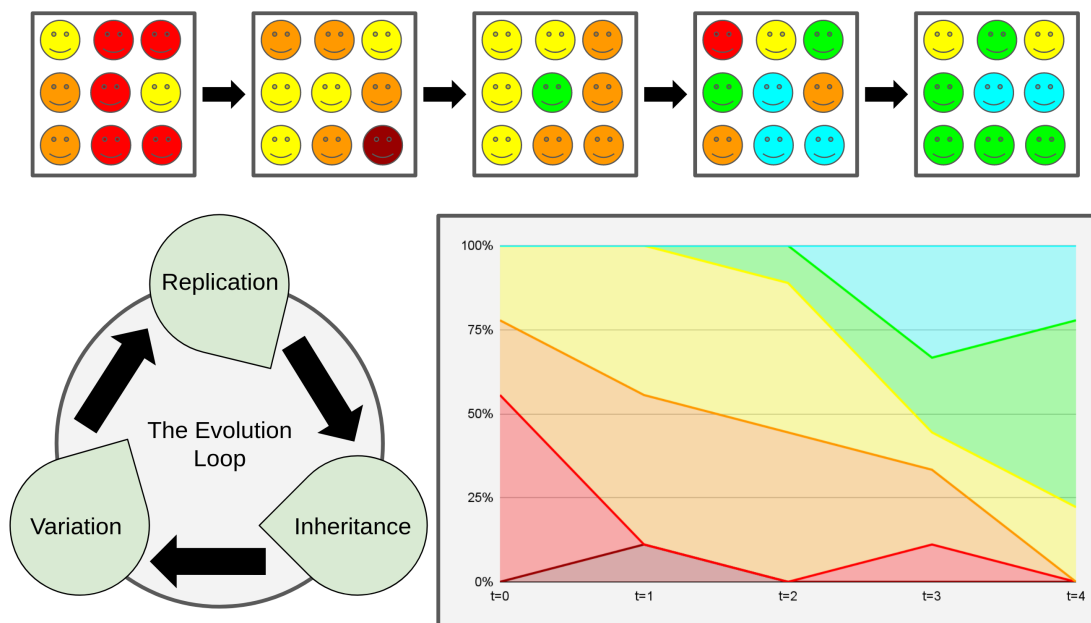 Replication
The Evolution
Loop
Variation
Inheritance
100%
75%
50%
25%
0%
t=0
t=1
t=2
t=3
t=4